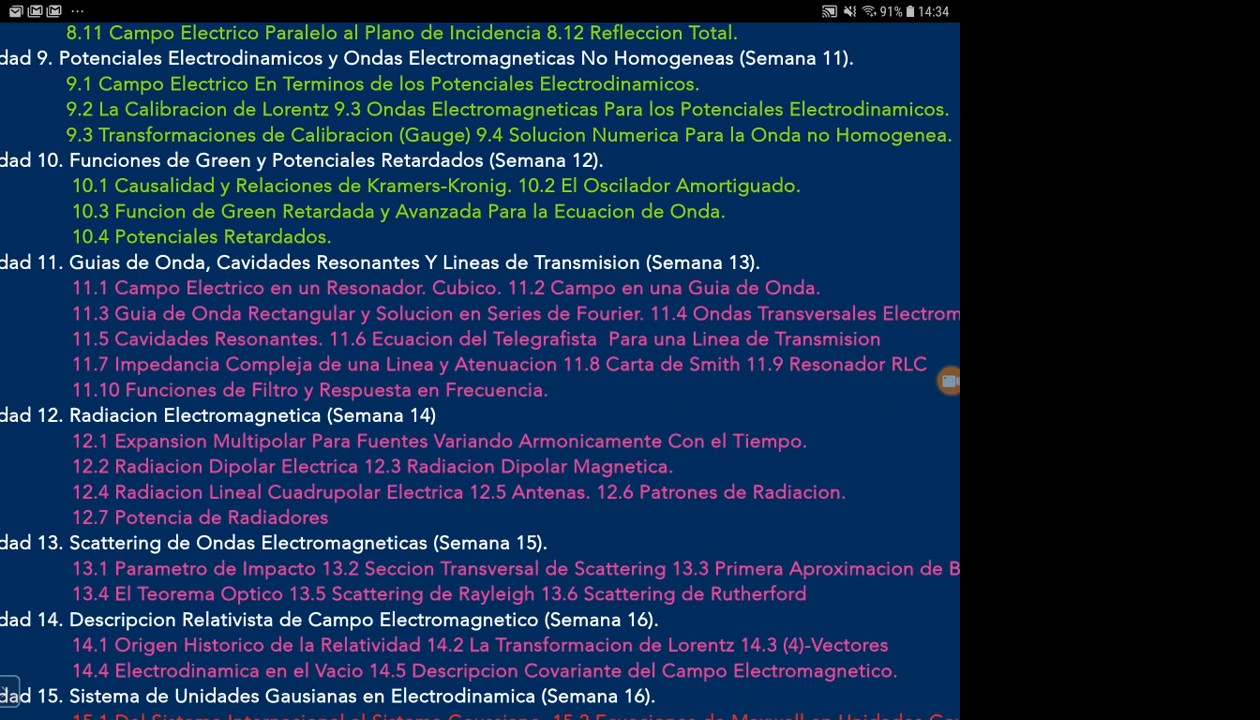 91% 14:34
8.11 Campo Electrico Paralelo al Plano de Incidencia 8.12 Refleccion Total.
dad 9. Potenciales Electrodinamicos y Ondas Electromagneticas No Homogeneas (Semana 11).
9.1 Campo Electrico En Terminos de los Potenciales Electrodinamicos.
9.2 La Calibracion de Lorentz 9.3 Ondas Electromagneticas Para los Potenciales Electrodinamicos.
9.3 Transformaciones de Calibracion (Gauge) 9.4 Solucion Numerica Para la Onda no Homogenea.
dad 10. Funciones de Green y Potenciales Retardados (Semana 12).
10.1 Causalidad y Relaciones de Kramers-Kronig. 10.2 El Oscilador Amortiguado.
10.3 Funcion de Green Retardada y Avanzada Para la Ecuacion de Onda.
10.4 Potenciales Retardados.
dad 11. Guias de Onda, Cavidades Resonantes Y Lineas de Transmision (Semana 13).
11.1 Campo Electrico en un Resonador. Cubico. 11.2 Campo en una Guia de Onda.
11.3 Guia de Onda Rectangular y Solucion en Series de Fourier. 11.4 Ondas Transversales Electrom
11.5 Cavidades Resonantes. 11.6 Ecuacion del Telegrafista Para una Linea de Transmision
11.7 Impedancia Compleja de una Linea y Atenuacion 11.8 Carta de Smith 11.9 Resonador RLC
11.10 Funciones de Filtro y Respuesta en Frecuencia.
dad 12. Radiacion Electromagnetica (Semana 14)
12.1 Expansion Multipolar Para Fuentes Variando Armonicamente Con el Tiempo.
12.2 Radiacion Dipolar Electrica 12.3 Radiacion Dipolar Magnetica.
12.4 Radiacion Lineal Cuadrupolar Electrica 12.5 Antenas. 12.6 Patrones de Radiacion.
12.7 Potencia de Radiadores
dad 13. Scattering de Ondas Electromagneticas (Semana 15).
13.1 Parametro de Impacto 13.2 Seccion Transversal de Scattering 13.3 Primera Aproximacion de B
13.4 El Teorema Optico 13.5 Scattering de Rayleigh 13.6 Scattering de Rutherford
dad 14. Descripcion Relativista de Campo Electromagnetico (Semana 16).
14.1 Origen Historico de la Relatividad 14.2 La Transformacion de Lorentz 14.3 (4)-Vectores
14.4 Electrodinamica en el Vacio 14.5 Descripcion Covariante del Campo Electromagnetico.
dad 15. Sistema de Unidades Gausianas en Electrodinamica (Semana 16).